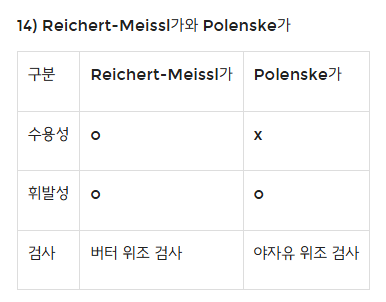 14) Reichert-Meissl가와 Polenske가
구분 Reichert-Meissl가 Polenske가
수용성 o x
휘발성 o o
검사 버터 위조 검사 야자유 위조 검사